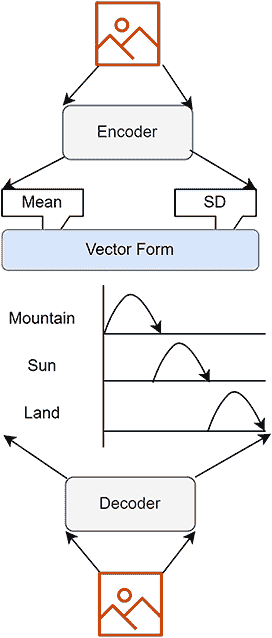 Encoder
Mean
SD
Vector Form
Mountain
Sun
Land
Decoder